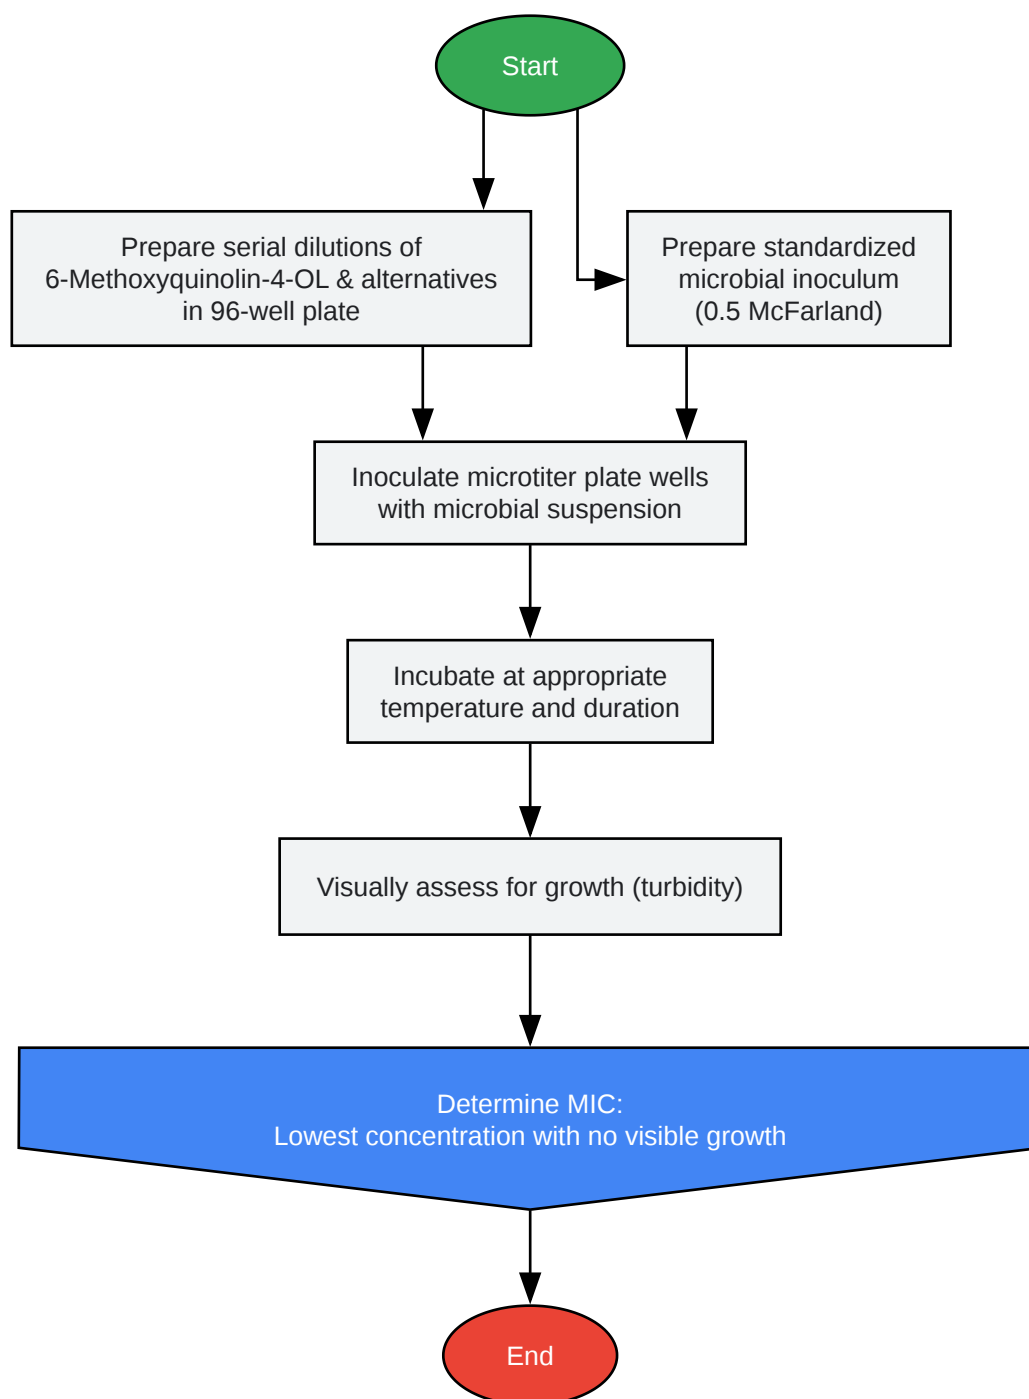 Start
Prepare serial dilutions of
6-Methoxyquinolin-4-OL & alternatives
in 96-well plate
Prepare standardized
microbial inoculum
(0.5 McFarland)
Inoculate microtiter plate wells
with microbial suspension
Incubate at appropriate
temperature and duration
Visually assess for growth (turbidity)
Determine MIC:
Lowest concentration with no visible growth
End